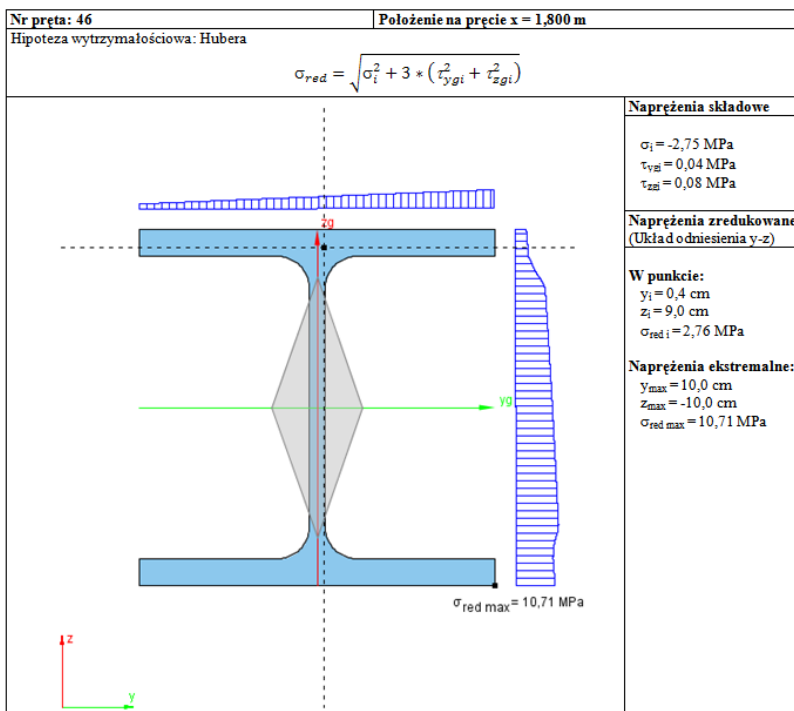 Nr pręta: 46
Położenie na pręcie x = 1,800 m
Hipoteza wytrzymałościowa: Hubera
σred = √σi² + 3 * (τ²ygi + τ²zgi)
Naprężenia składowe
σi = -2,75 MPa
τygi = 0,04 MPa
τzgi = 0,08 MPa
Naprężenia zredukowane
(Układ odniesienia y-z)
W punkcie:
yi = 0,4 cm
zi = 9,0 cm
σred i = 2,76 MPa
Naprężenia ekstremalne:
ymax = 10,0 cm
zmax = -10,0 cm
σred max = 10,71 MPa
zg
yg
σred max = 10,71 MPa
z
y